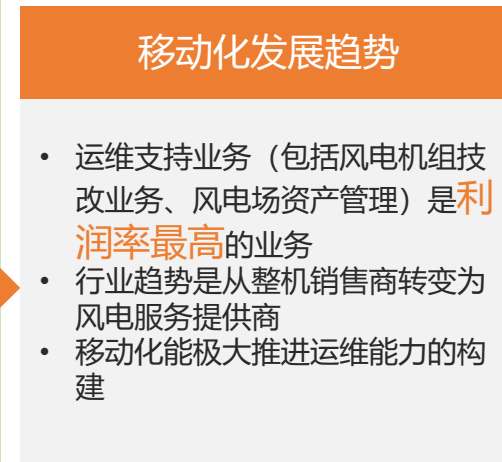 移动化发展趋势
• 运维支持业务（包括风电机组技
改业务、风电场资产管理）是利
润率最高的业务
• 行业趋势是从整机销售商转变为
风电服务提供商
• 移动化能极大推进运维能力的构
建